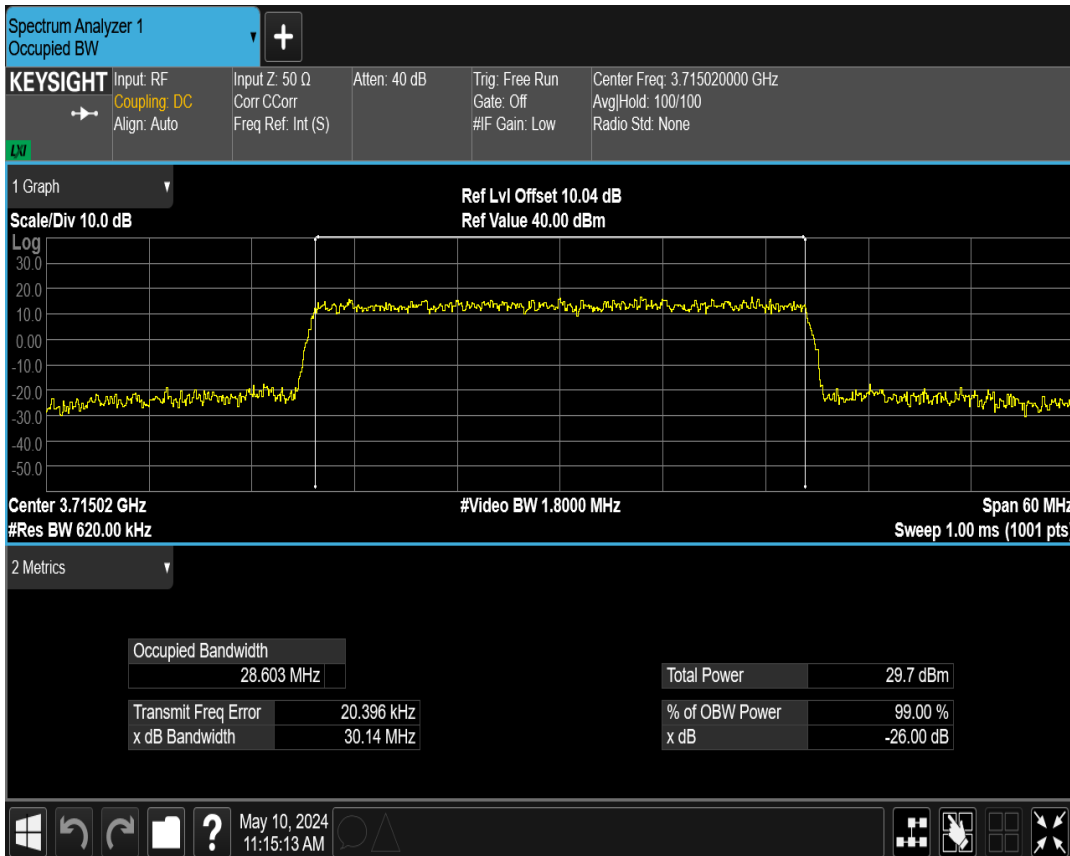 Spectrum Analyzer 1
Occupied BW
+
KEYSIGHT
LXI
Input: RF
Coupling: DC
Align: Auto
Input Z: 50 Ω
Corr CCorr
Freq Ref: Int (S)
Atten: 40 dB
Trig: Free Run
Gate: Off
#IF Gain: Low
Center Freq: 3.715020000 GHz
Avg|Hold: 100/100
Radio Std: None
1 Graph
Ref Lvl Offset 10.04 dB
Scale/Div 10.0 dB
Ref Value 40.00 dBm
Log
30.0
20.0
10.0
0.00
-10.0
-20.0
-30.0
-40.0
-50.0
Center 3.71502 GHz
#Video BW 1.8000 MHz
Span 60 MHz
#Res BW 620.00 kHz
Sweep 1.00 ms (1001 pts)
2 Metrics
Occupied Bandwidth
28.603 MHz
Total Power 29.7 dBm
Transmit Freq Error 20.396 kHz
% of OBW Power 99.00 %
x dB Bandwidth 30.14 MHz
x dB -26.00 dB
?
May 10, 2024
11:15:13 AM